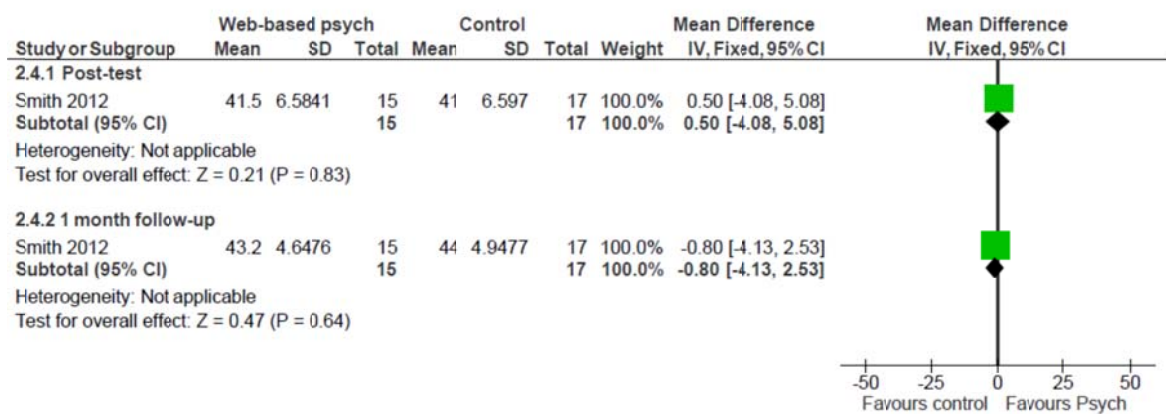 Web-based psych Control Mean Difference Mean Difference
Study or Subgroup Mean SD Total Mean SD Total Weight IV, Fixed, 95% CI IV, Fixed, 95% CI
2.4.1 Post-test
Smith 2012 41.5 6.5841 15 41 6.597 17 100.0% 0.50 [-4.08, 5.08]
Subtotal (95% CI) 15 17 100.0% 0.50 [-4.08, 5.08]
Heterogeneity: Not applicable
Test for overall effect: Z = 0.21 (P = 0.83)
2.4.2 1 month follow-up
Smith 2012 43.2 4.6476 15 44 4.9477 17 100.0% -0.80 [-4.13, 2.53]
Subtotal (95% CI) 15 17 100.0% -0.80 [-4.13, 2.53]
Heterogeneity: Not applicable
Test for overall effect: Z = 0.47 (P = 0.64)
-50 -25 0 25 50
Favours control Favours Psych